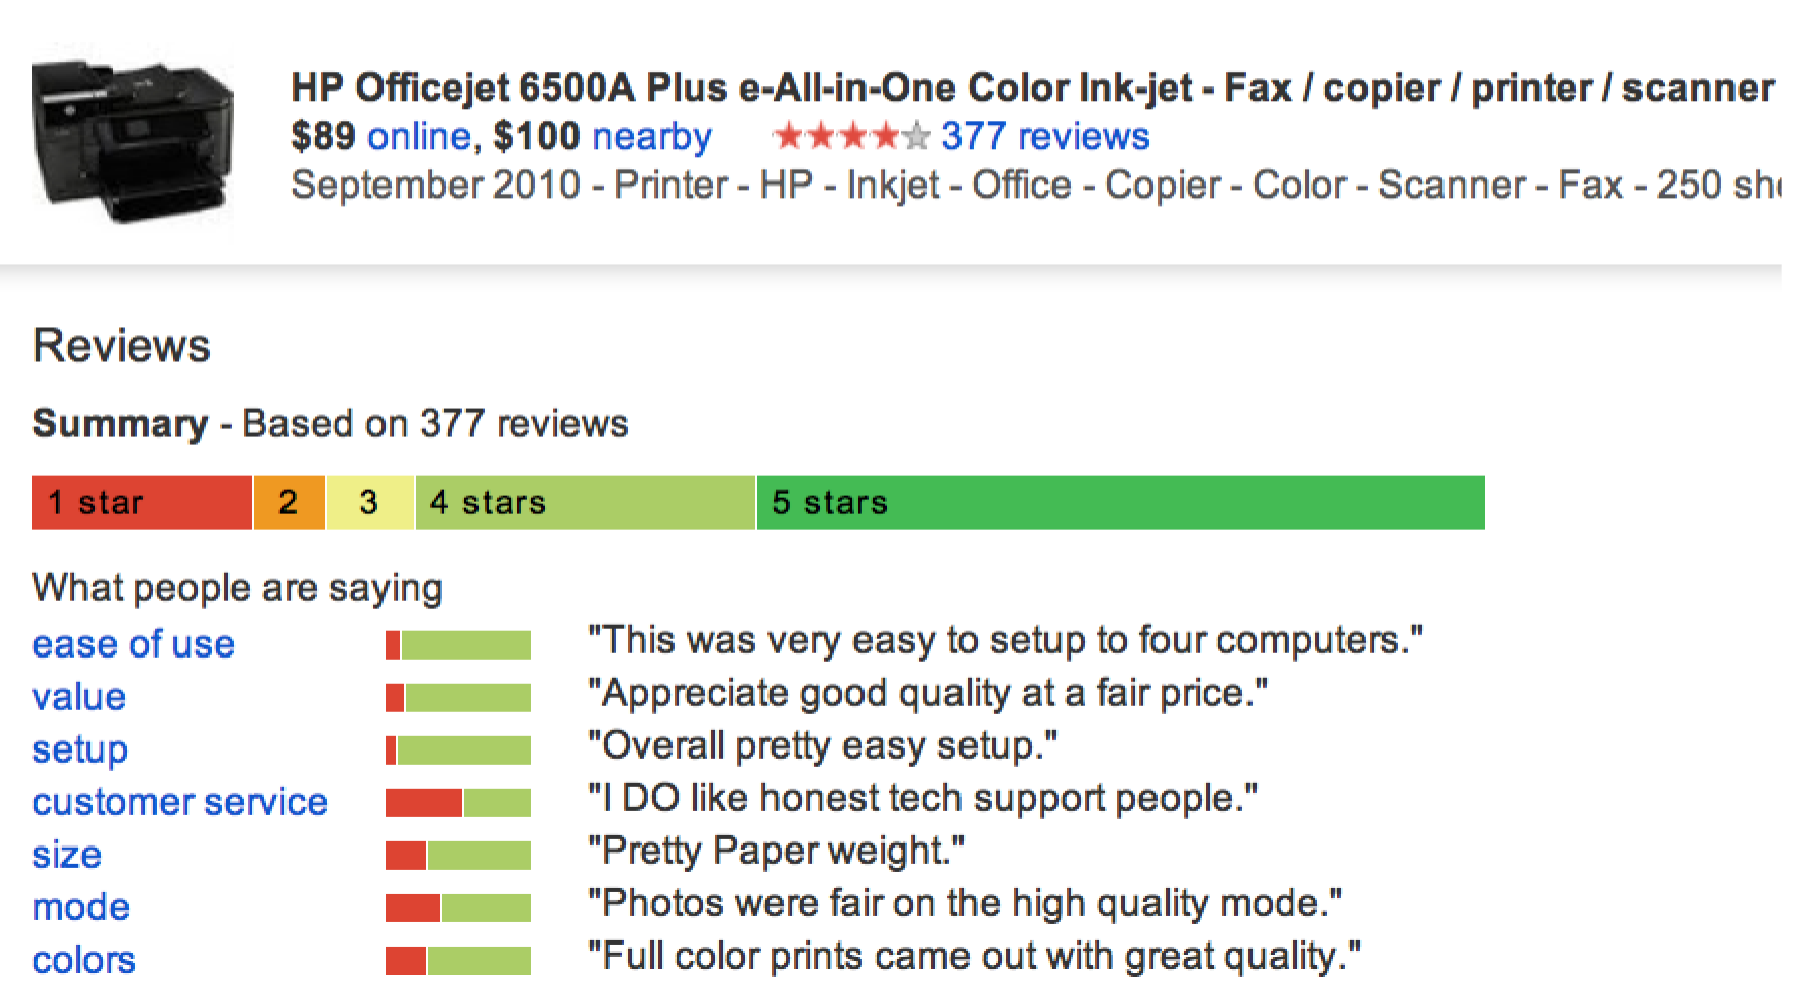 HP Officejet 6500A Plus e-All-in-One Color Ink-jet - Fax / copier / printer / scanner
$89 online, $100 nearby 377 reviews
September 2010 - Printer - HP - Inkjet - Office - Copier - Color - Scanner - Fax - 250
Reviews
Summary - Based on 377 reviews
1 star 2 3 4 stars 5 stars
What people are saying
ease of use "This was very easy to setup to four computers."
value "Appreciate good quality at a fair price."
setup "Overall pretty easy setup."
customer service "I DO like honest tech support people."
size "Pretty Paper weight."
mode "Photos were fair on the high quality mode."
colors "Full color prints came out with great quality."